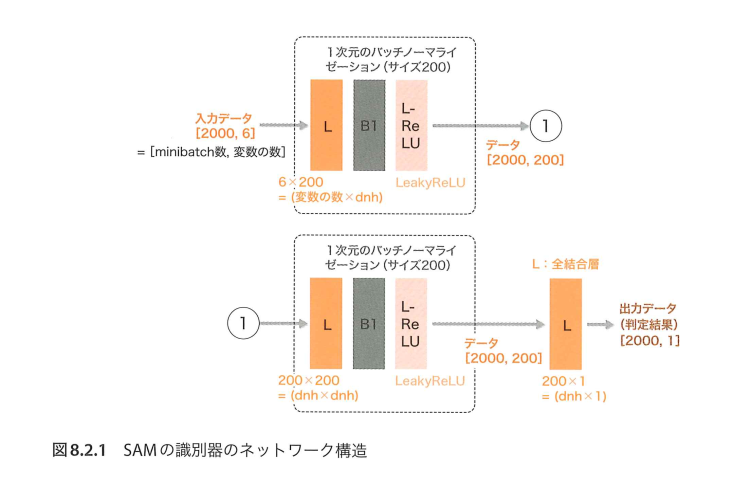 1次元のバッチノーマライ
ゼーション(サイズ200)
入力データ
[2000, 6]
= [minibatch数, 変数の数]
L
B1
L-
Re
LU
1
データ
[2000, 200]
6×200
= (変数の数×dnh)
LeakyReLU
1次元のバッチノーマライ
ゼーション(サイズ200)
L:全結合層
1
L
B1
L-
Re
LU
データ
[2000, 200]
L
出力データ
(判定結果)
[2000, 1]
200×200
= (dnh×dnh)
LeakyReLU
200×1
= (dnh×1)
図8.2.1 SAMの識別器のネットワーク構造